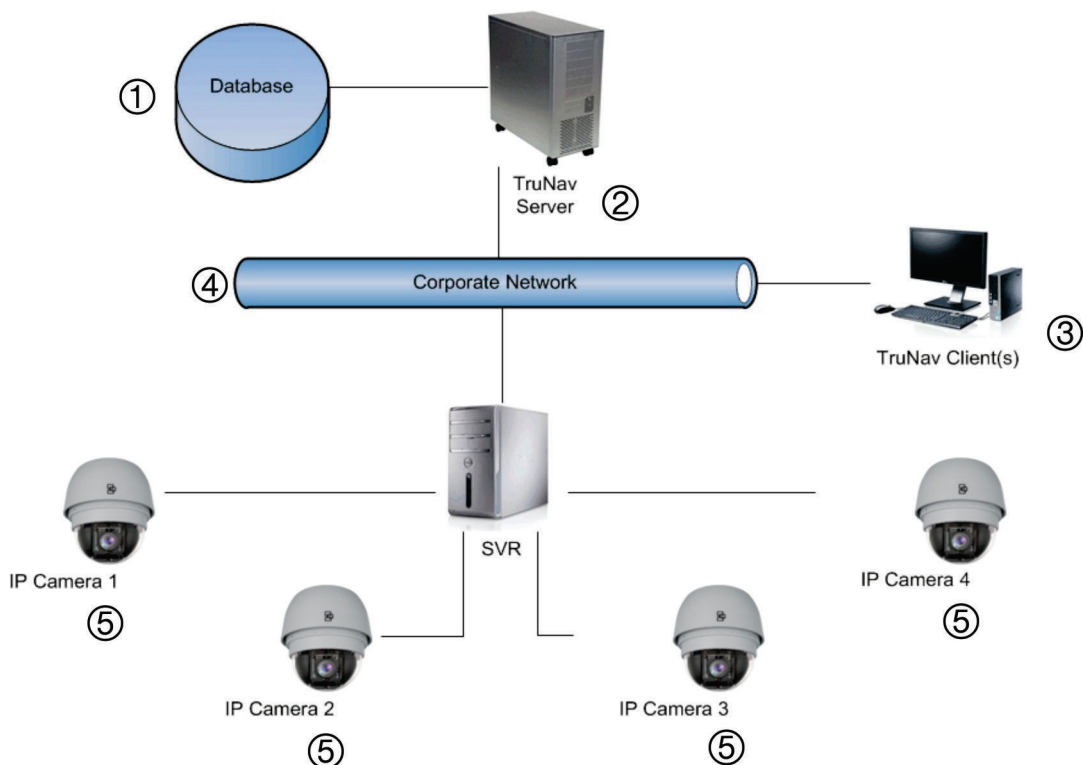 ① Database
TruNav
Server ②
④ Corporate Network
③
TruNav Client(s)
SVR
IP Camera 1
⑤
IP Camera 4
⑤
IP Camera 2
⑤
IP Camera 3
⑤